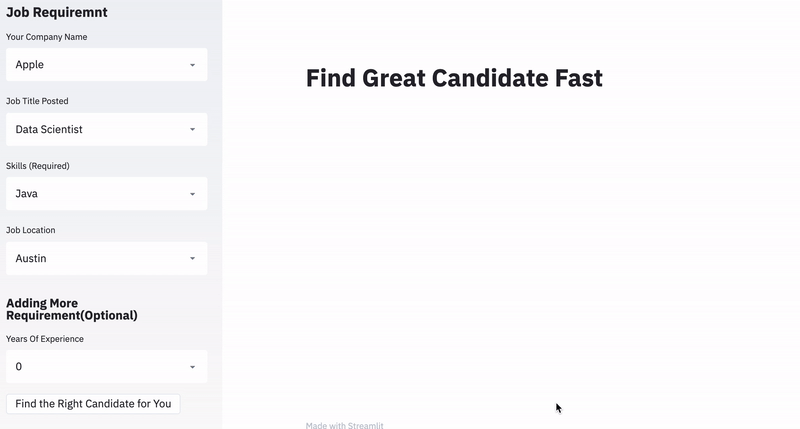 Job Requiremnt
Your Company Name
Apple
Job Title Posted
Data Scientist
Skills (Required)
Java
Job Location
Austin
Adding More
Requirement(Optional)
Years Of Experience
0
Find the Right Candidate for You
Find Great Candidate Fast
Made with Streamlit